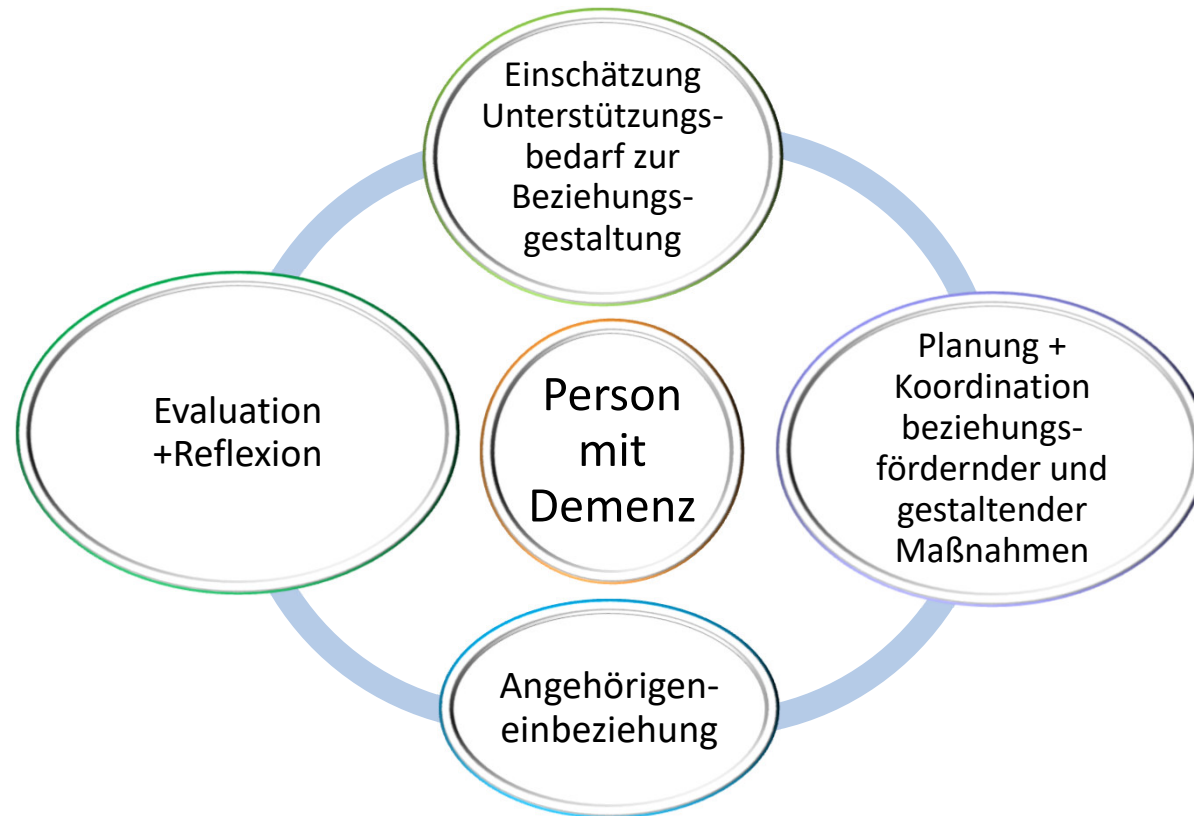 Einschätzung
Unterstützungs-
bedarf zur
Beziehungs-
gestaltung
Planung +
Koordination
beziehungs-
fördernder und
gestaltender
Maßnahmen
Angehörigen-
einbeziehung
Evaluation
+Reflexion
Person
mit
Demenz